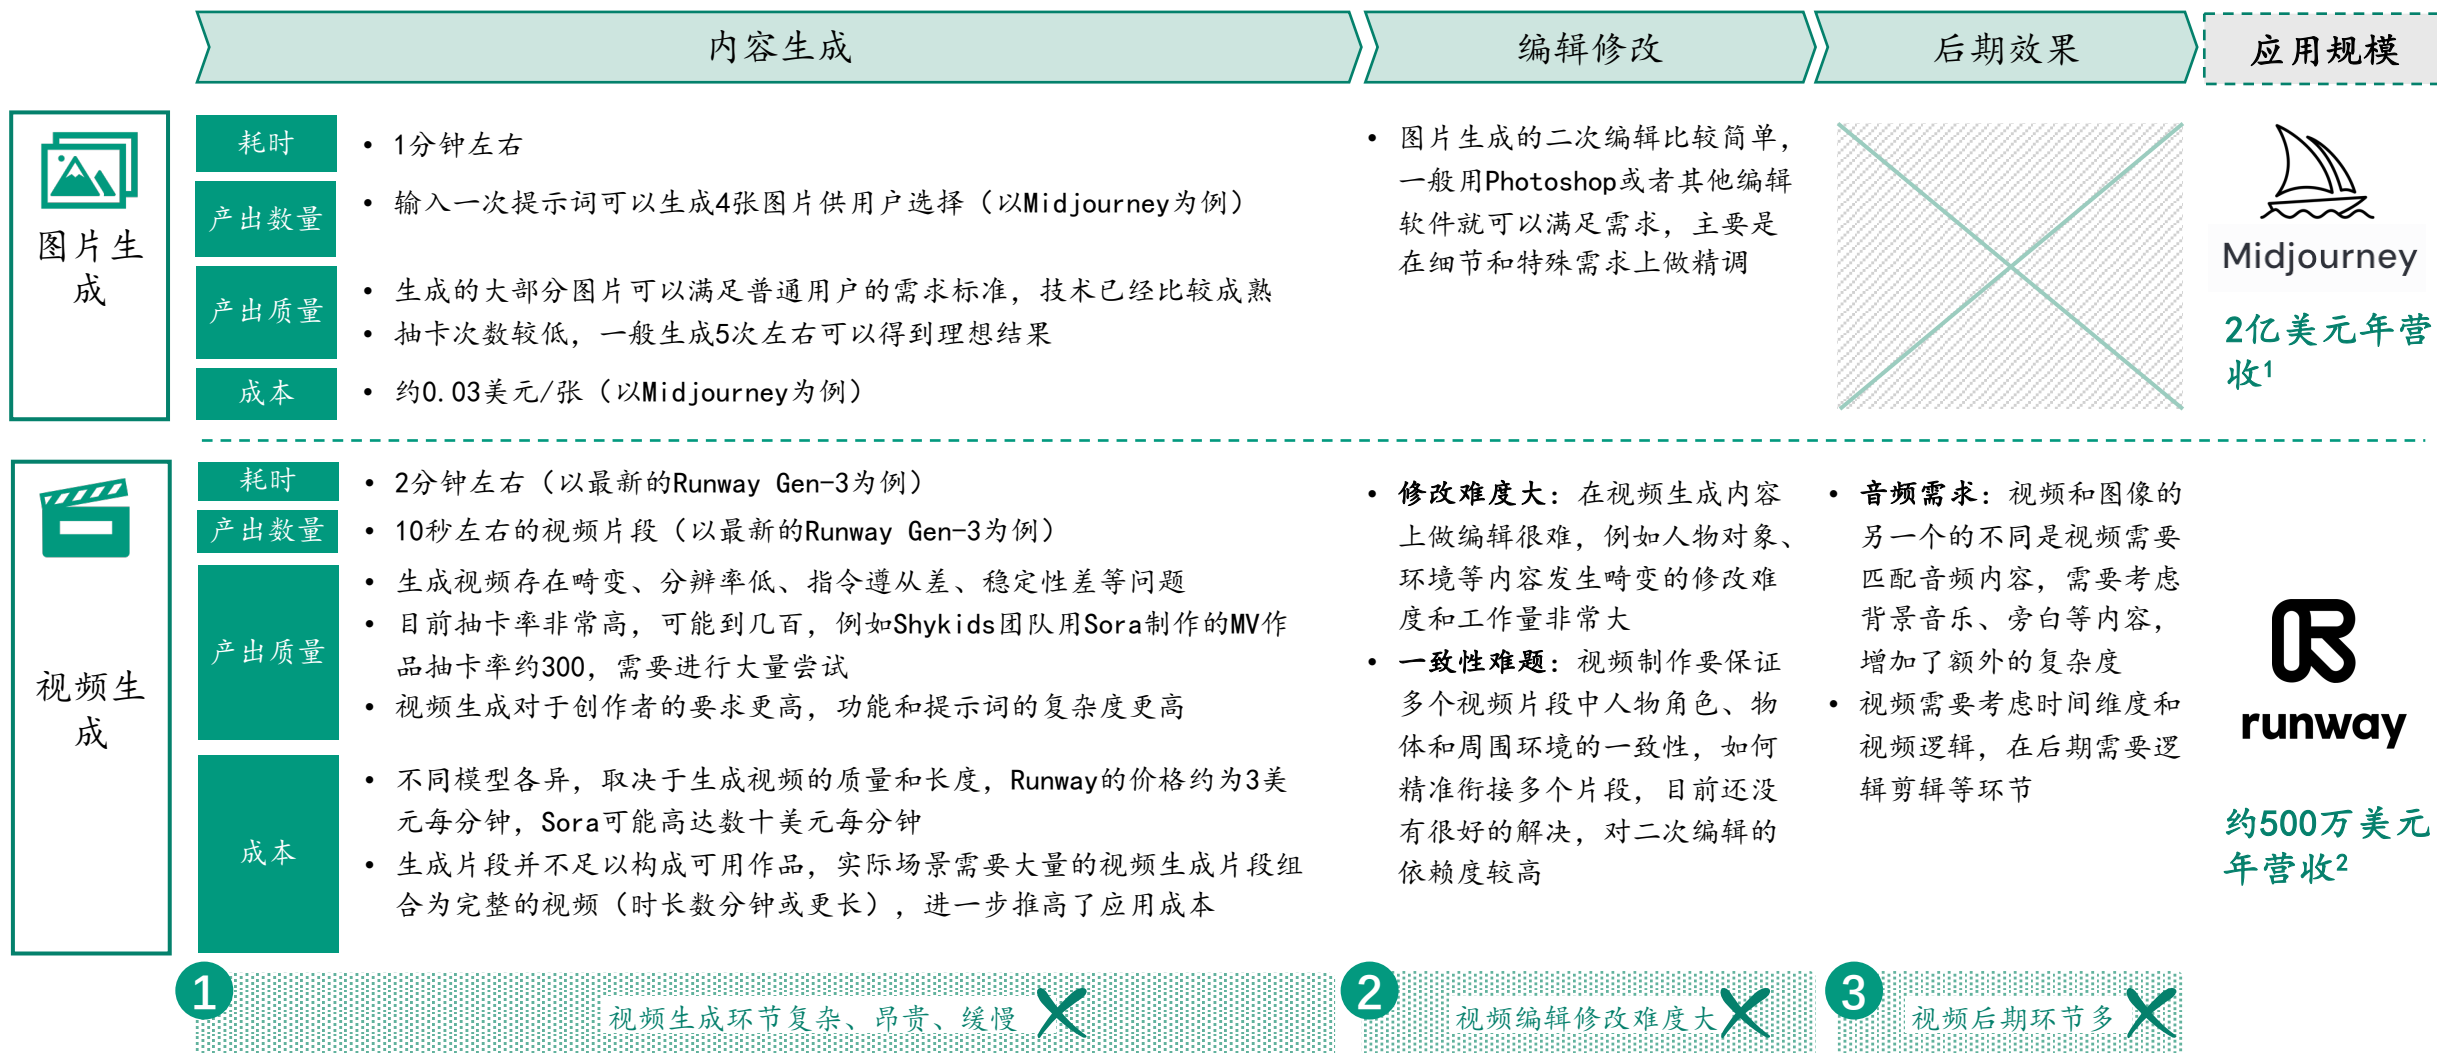 内容生成
编辑修改
后期效果
应用规模
图片生
成
耗时
• 1分钟左右
产出数量
• 输入一次提示词可以生成4张图片供用户选择（以Midjourney为例）
产出质量
• 生成的大部分图片可以满足普通用户的需求标准，技术已经比较成熟
• 抽卡次数较低，一般生成5次左右可以得到理想结果
成本
• 约0.03美元/张（以Midjourney为例）
• 图片生成的二次编辑比较简单，
一般用Photoshop或者其他编辑
软件就可以满足需求，主要是
在细节和特殊需求上做精调
Midjourney
2亿美元年营
收1
视频生
成
耗时
• 2分钟左右（以最新的Runway Gen-3为例）
产出数量
• 10秒左右的视频片段（以最新的Runway Gen-3为例）
产出质量
• 生成视频存在畸变、分辨率低、指令遵从差、稳定性差等问题
• 目前抽卡率非常高，可能到几百，例如Shykids团队用Sora制作的MV作
品抽卡率约300，需要进行大量尝试
• 视频生成对于创作者的要求更高，功能和提示词的复杂度更高
成本
• 不同模型各异，取决于生成视频的质量和长度，Runway的价格约为3美
元每分钟，Sora可能高达数十美元每分钟
• 生成片段并不足以构成可用作品，实际场景需要大量的视频生成片段组
合为完整的视频（时长数分钟或更长），进一步推高了应用成本
• 修改难度大：在视频生成内容
上做编辑很难，例如人物对象、
环境等内容发生畸变的修改难
度和工作量非常大
• 一致性难题：视频制作要保证
多个视频片段中人物角色、物
体和周围环境的一致性，如何
精准衔接多个片段，目前还没
有很好的解决，对二次编辑的
依赖度较高
• 音频需求：视频和图像的
另一个的不同是视频需要
匹配音频内容，需要考虑
背景音乐、旁白等内容，
增加了额外的复杂度
• 视频需要考虑时间维度和
视频逻辑，在后期需要逻
辑剪辑等环节
R
runway
约500万美元
年营收2
1
视频生成环节复杂、昂贵、缓慢
2
视频编辑修改难度大
3
视频后期环节多